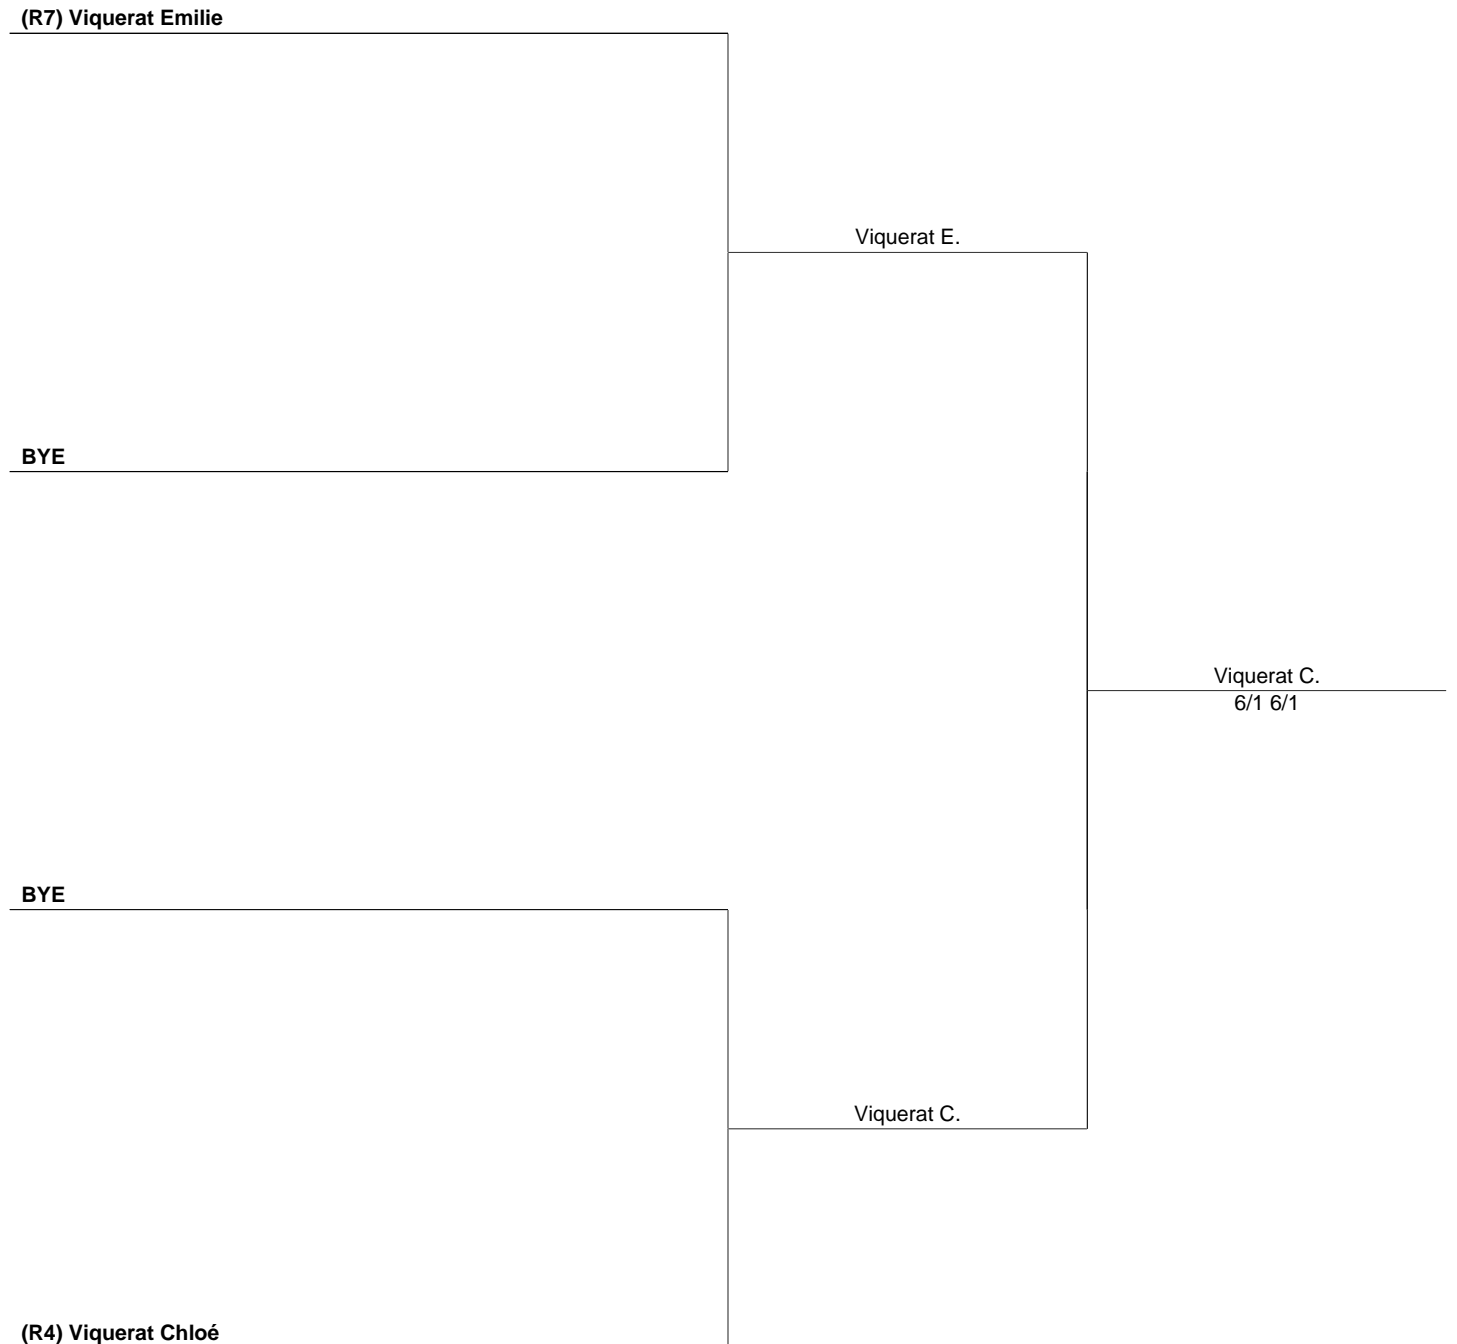 (R7) Viquerat Emilie
Viquerat E.
BYE
Viquerat C.
6/1 6/1
BYE
Viquerat C.
(R4) Viquerat Chloé